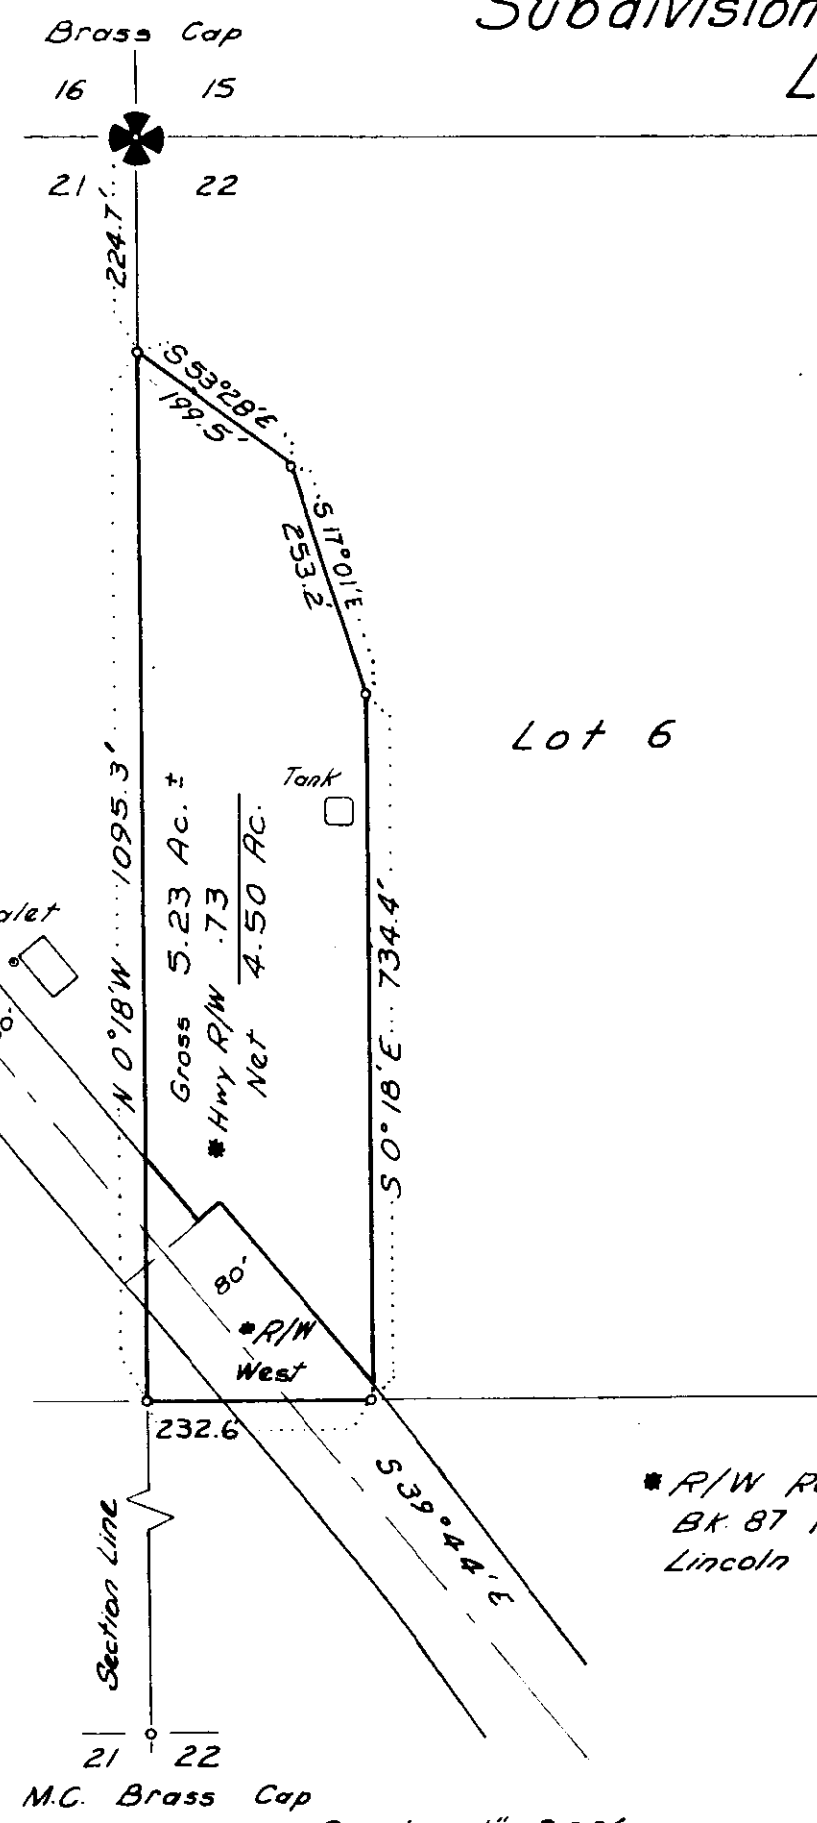 Subdivision
L
Brass Cap
16 15
21 22
224.7'
S 53°28'E
199.5'
S 17°01'E
253.2'
Lot 6
Tank
N 0°18'W 1095.3'
Gross 5.23 Ac. ±
* Hwy R/W .73
Net 4.50 Ac.
S 0°18'E 734.4'
80'
* R/W
West
232.6
S 39°44'E
* R/W
BK. 87
Lincoln
Section Line
21 22
M.C. Brass Cap